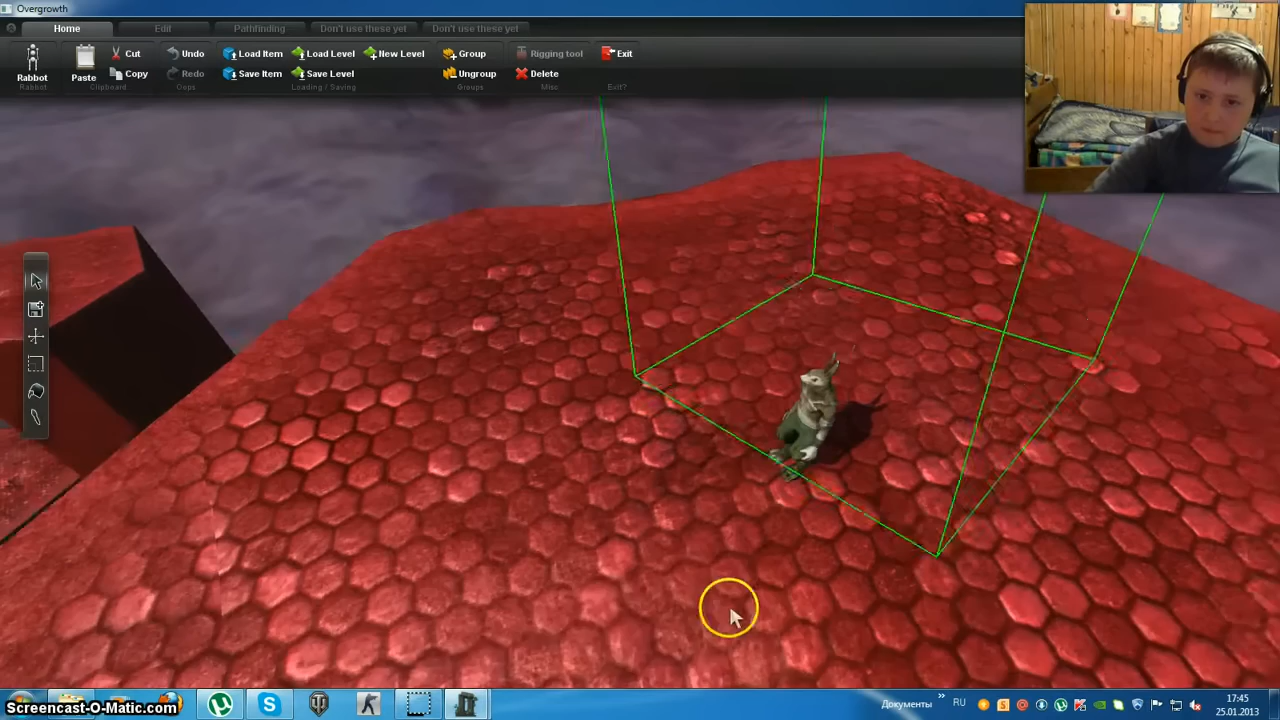 Overgrowth
Home Edit Pathfinding Don't use these yet Don't use these yet
Rabbot Paste Cut Copy Undo Redo Load Item Save Item Load Level Save Level New Level Group Ungroup Rigging tool Delete Exit
Rabbot Clipboard Oops Loading / Saving Groups Misc Exit?
Screencast-O-Matic.com
Документы » RU 17:45
25.01.2013